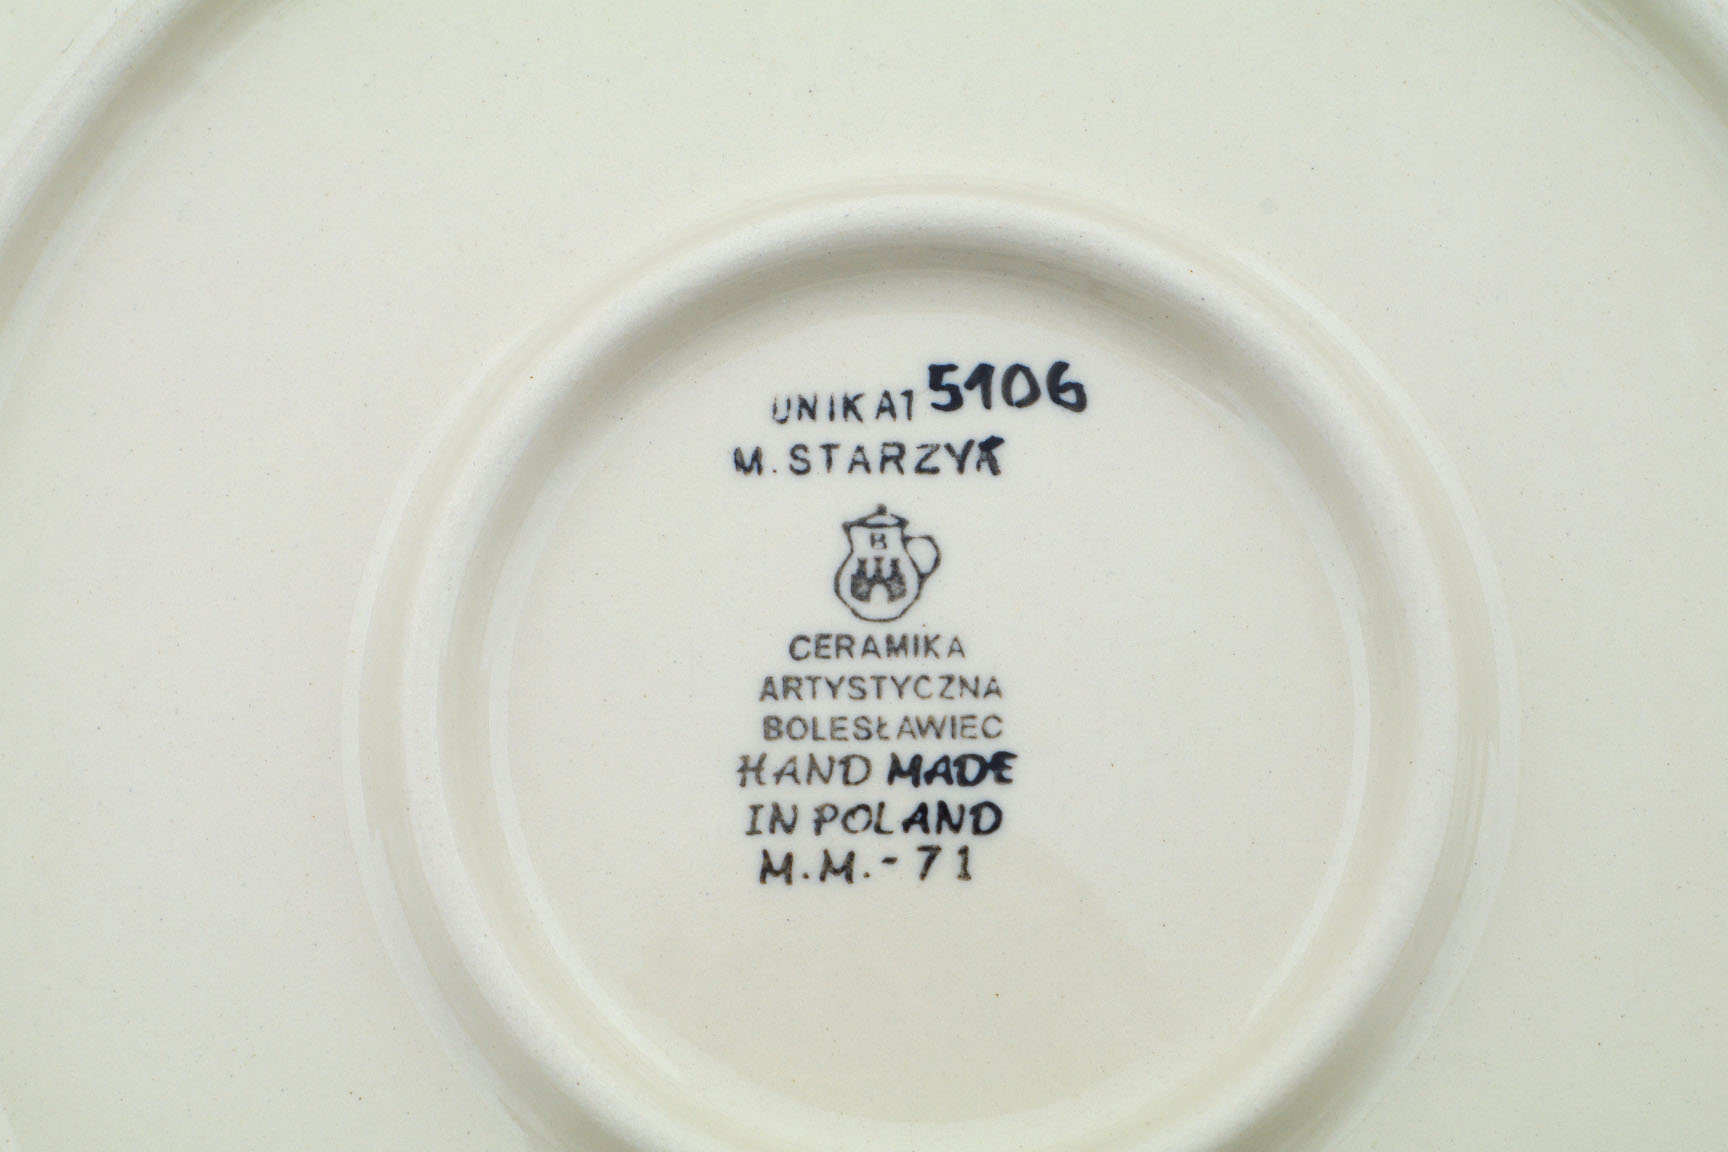 UNIKAT 5106
M. STARZYK
B
CERAMIKA
ARTYSTYCZNA
BOLESŁAWIEC
HAND MADE
IN POLAND
M.M.-71